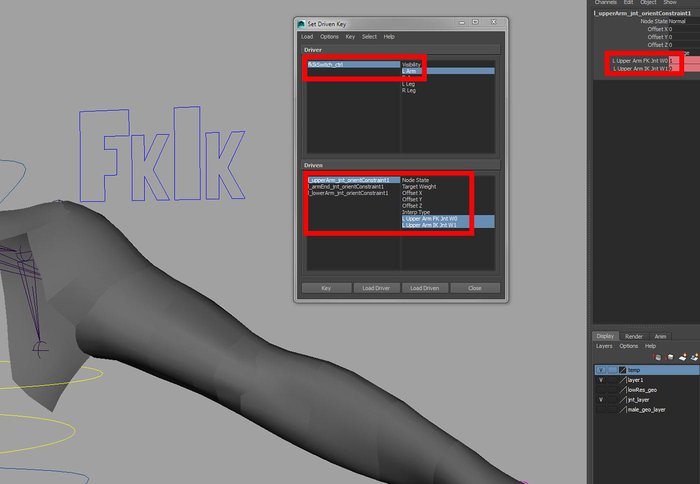 FkIk
Set Driven Key
Load Options Key Select Help
Driver
fkIkSwitch_ctrl
Visibility
L Arm
L Leg
R Leg
Driven
l_upperArm_jnt_orientConstraint1
l_armEnd_jnt_orientConstraint1
l_lowerArm_jnt_orientConstraint1
Node State
Target Weight
Offset X
Offset Y
Offset Z
Interp Type
L Upper Arm FK Jnt W0
L Upper Arm IK Jnt W1
Key Load Driver Load Driven Close
Channels Edit Object Show
l_upperArm_jnt_orientConstraint1
Node State Normal
Offset X 0
Offset Y 0
Offset Z 0
L Upper Arm FK Jnt W0
L Upper Arm IK Jnt W1
Display Render Anim
Layers Options Help
V temp
V layer1
lowRes_geo
V jnt_layer
male_geo_layer